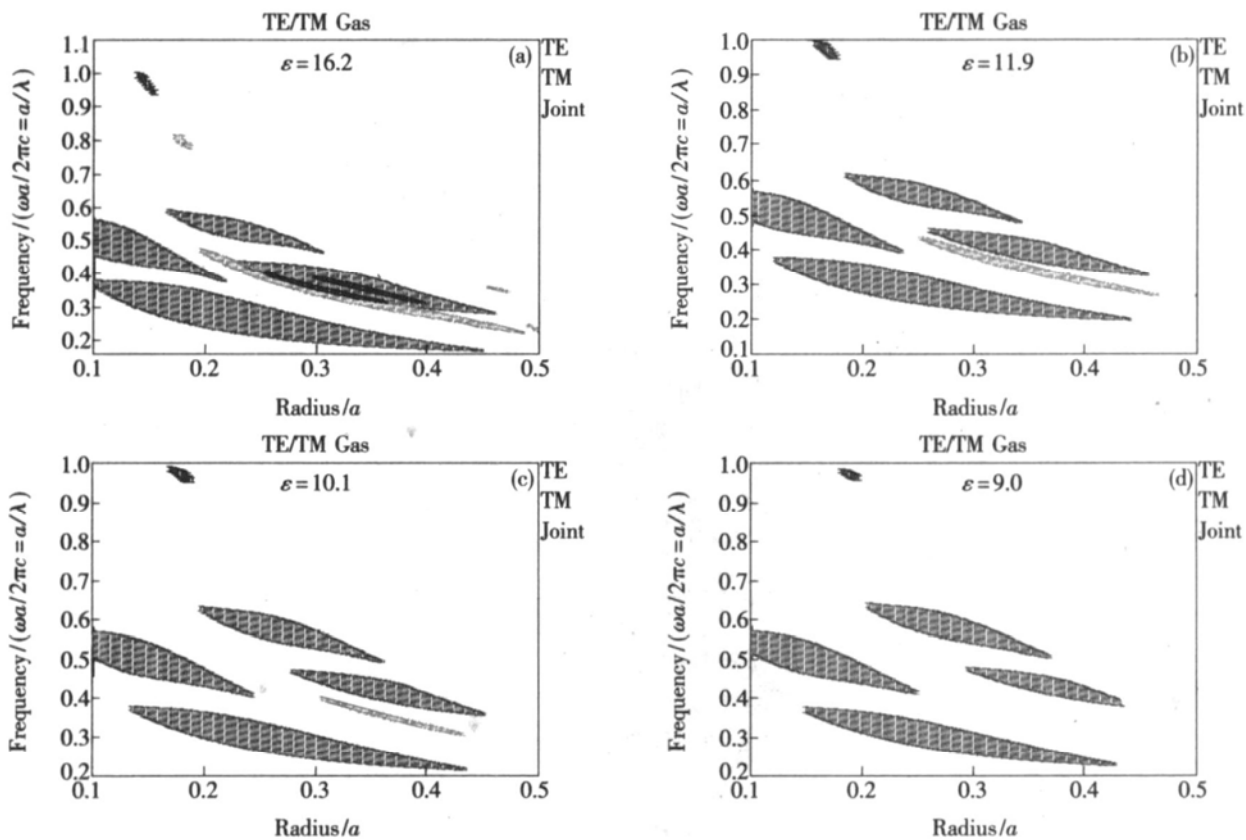 TE/TM Gas
ε=16.2
(a)
TE
TM
Joint
1.1
1.0
0.9
0.8
0.7
0.6
0.5
0.4
0.3
0.2
0.1
0.2
0.3
0.4
0.5
Frequency/(ωa/2πc=a/λ)
Radius/a
TE/TM Gas
ε=11.9
(b)
TE
TM
Joint
1.0
0.9
0.8
0.7
0.6
0.5
0.4
0.3
0.2
0.1
0.1
0.2
0.3
0.4
0.5
Frequency/(ωa/2πc=a/λ)
Radius/a
TE/TM Gas
ε=10.1
(c)
TE
TM
Joint
1.0
0.9
0.8
0.7
0.6
0.5
0.4
0.3
0.2
0.1
0.2
0.3
0.4
0.5
Frequency/(ωa/2πc=a/λ)
Radius/a
TE/TM Gas
ε=9.0
(d)
TE
TM
Joint
1.0
0.9
0.8
0.7
0.6
0.5
0.4
0.3
0.2
0.1
0.2
0.3
0.4
0.5
Frequency/(ωa/2πc=a/λ)
Radius/a